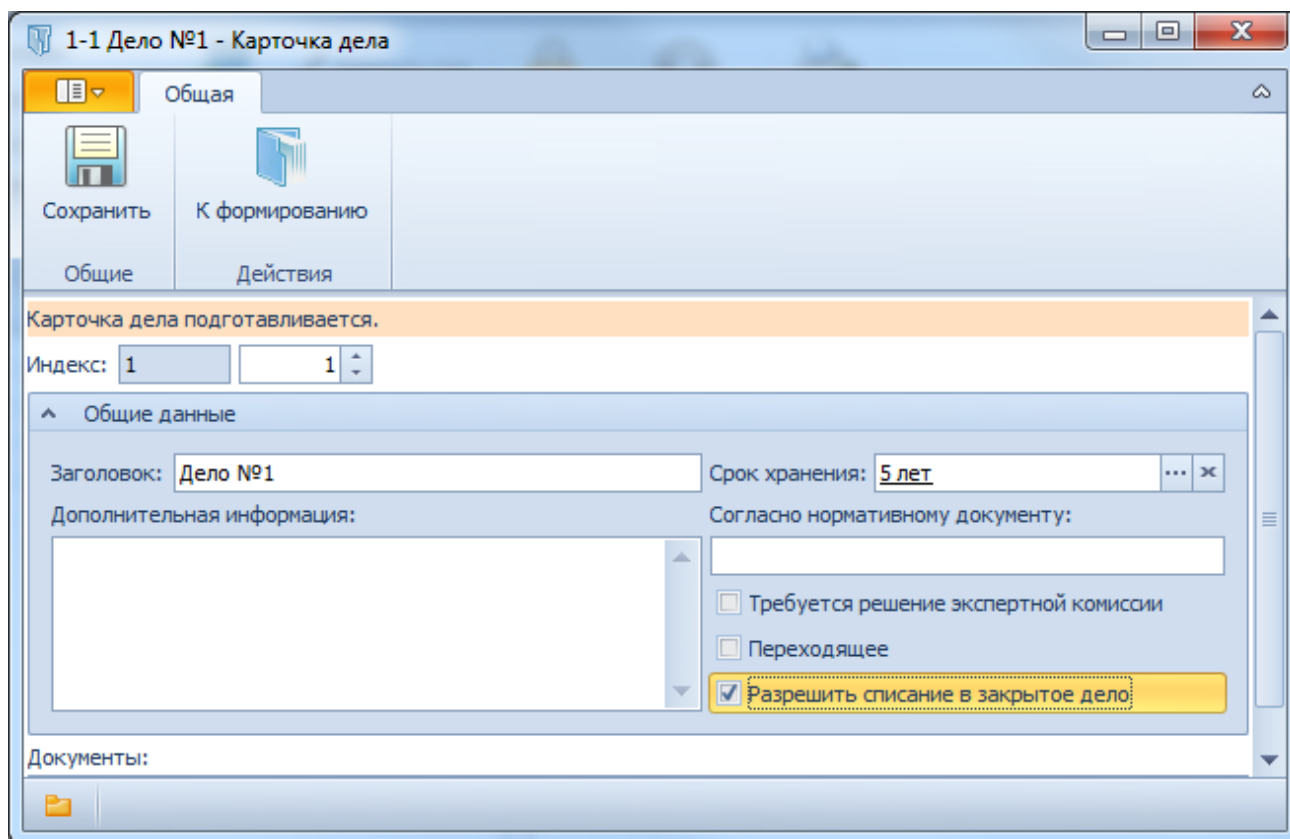 1-1 Дело №1 - Карточка дела
Общая
Сохранить
К формированию
Общие
Действия
Карточка дела подготавливается.
Индекс: 1 1
Общие данные
Заголовок: Дело №1 Срок хранения: 5 лет
Дополнительная информация: Согласно нормативному документу:
Требуется решение экспертной комиссии
Переходящее
Разрешить списание в закрытое дело
Документы: